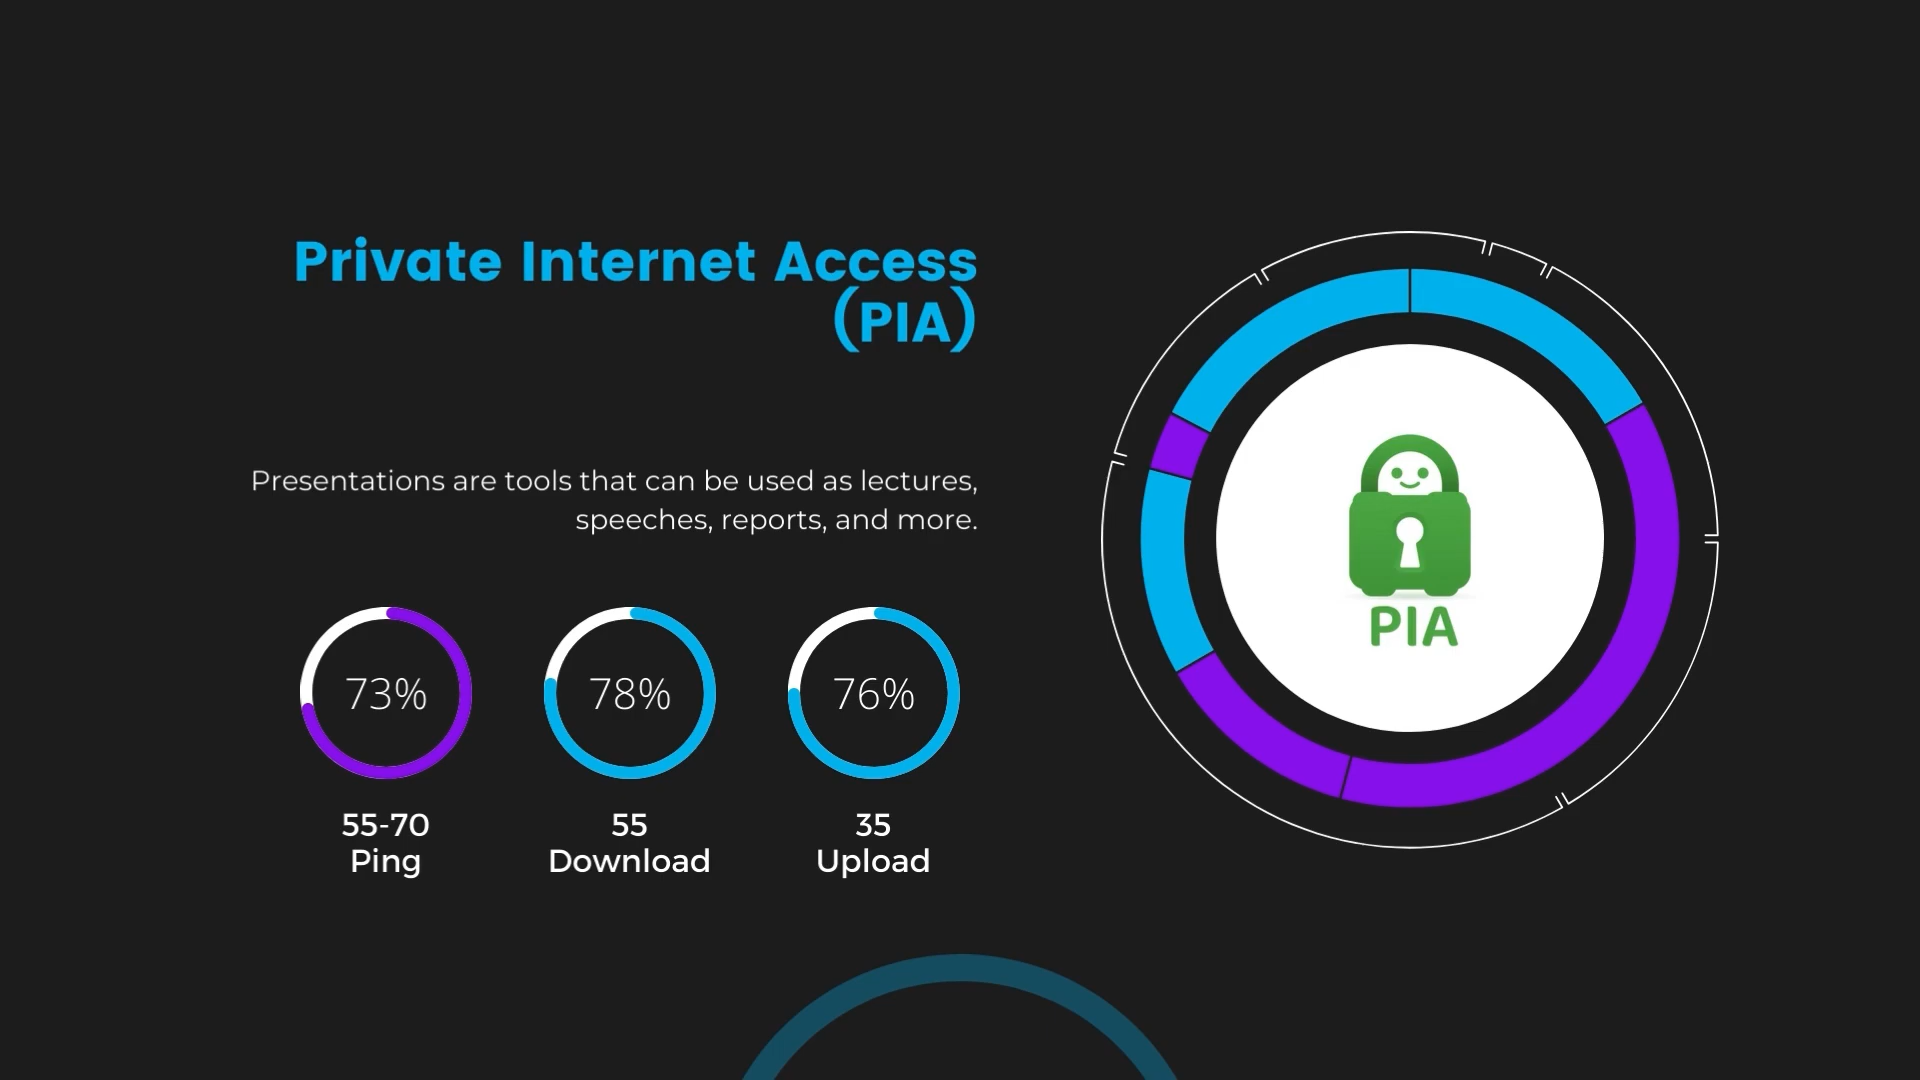 Private Internet Access
(PIA)
Presentations are tools that can be used as lectures,
speeches, reports, and more.
73%
78%
76%
55-70
Ping
55
Download
35
Upload
PIA